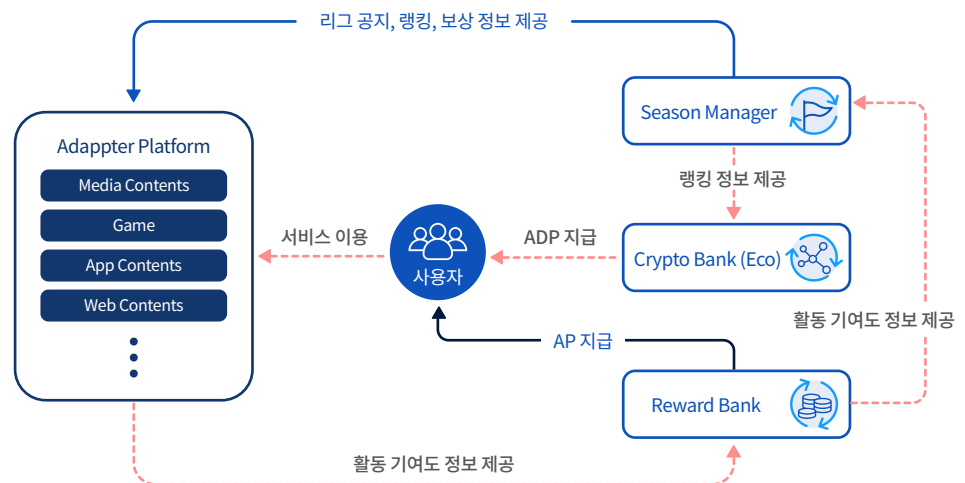 리그 공지, 랭킹, 보상 정보 제공
Season Manager
Adappter Platform
Media Contents
Game
App Contents
Web Contents
랭킹 정보 제공
서비스 이용
사용자
ADP 지급
Crypto Bank (Eco)
활동 기여도 정보 제공
AP 지급
Reward Bank
활동 기여도 정보 제공